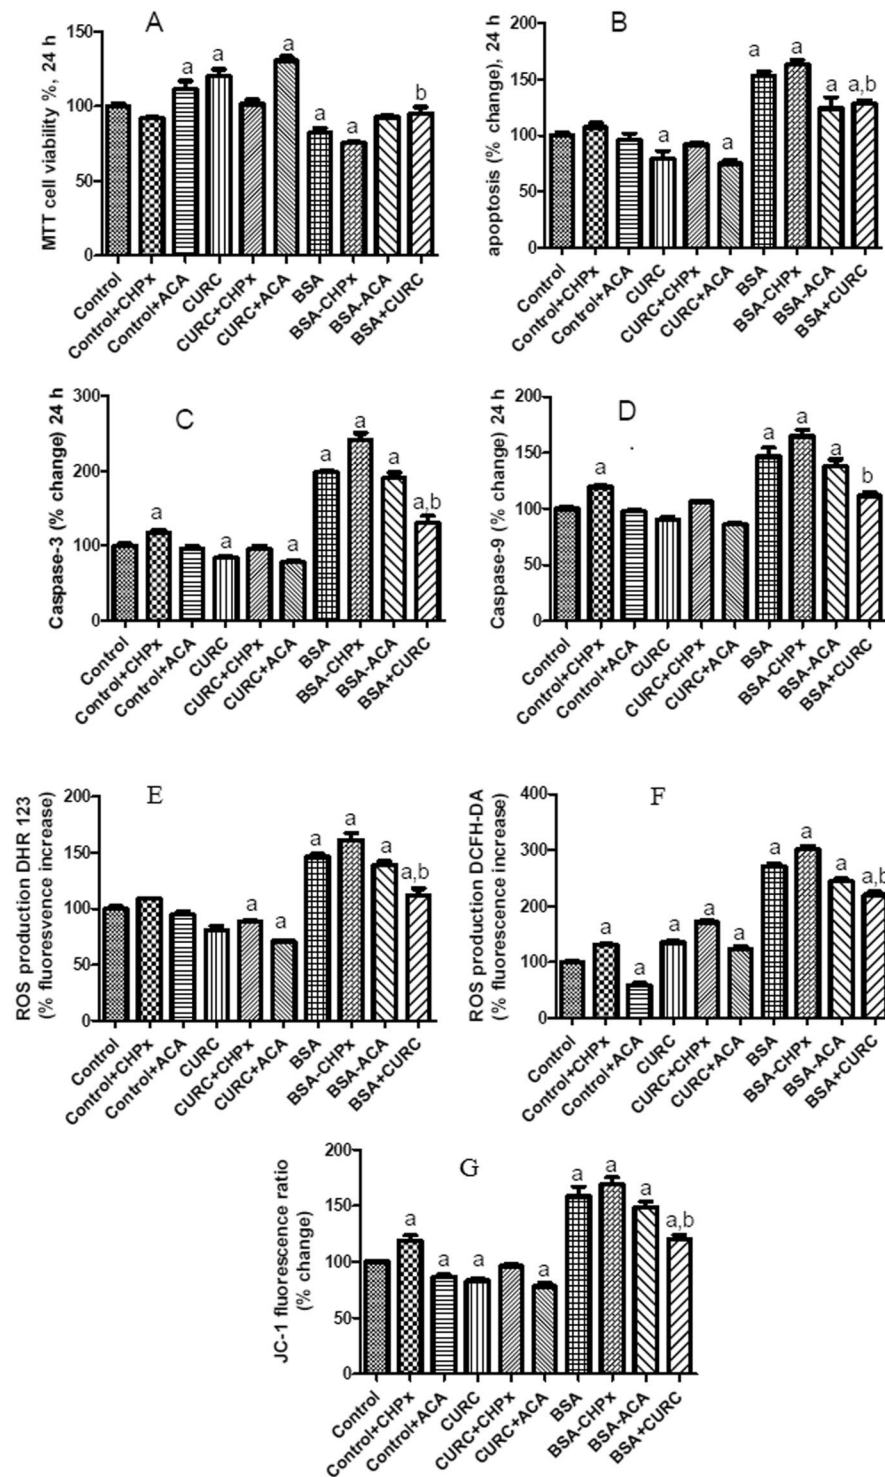 A
MTT cell viability %, 24 h
150
100
50
0
a
a
a
a
a
b
Control
Control+CHPx
Control+ACA
CURC
CURC+CHPx
CURC+ACA
BSA
BSA-CHPx
BSA-ACA
BSA+CURC
B
apoptosis (% change), 24 h
200
150
100
50
0
a
a
a
a
a
a,b
Control
Control+CHPx
Control+ACA
CURC
CURC+CHPx
CURC+ACA
BSA
BSA-CHPx
BSA-ACA
BSA+CURC
C
Caspase-3 (% change) 24 h
300
200
100
0
a
a
a
a
a
a
a,b
Control
Control+CHPx
Control+ACA
CURC
CURC+CHPx
CURC+ACA
BSA
BSA-CHPx
BSA-ACA
BSA+CURC
D
Caspase-9 (% change) 24 h
200
150
100
50
0
a
a
a
a
b
Control
Control+CHPx
Control+ACA
CURC
CURC+CHPx
CURC+ACA
BSA
BSA-CHPx
BSA-ACA
BSA+CURC
E
ROS production DHR 123
(% fluoresvence increase)
200
150
100
50
0
a
a
a
a
a
a,b
Control
Control+CHPx
Control+ACA
CURC
CURC+CHPx
CURC+ACA
BSA
BSA-CHPx
BSA-ACA
BSA+CURC
F
ROS production DCFH-DA
(% fluorescence increase)
400
300
200
100
0
a
a
a
a
a
a
a
a
a,b
Control
Control+CHPx
Control+ACA
CURC
CURC+CHPx
CURC+ACA
BSA
BSA-CHPx
BSA-ACA
BSA+CURC
G
JC-1 fluorescence ratio
(% change)
200
150
100
50
0
a
a
a
a
a
a
a
a,b
Control
Control+CHPx
Control+ACA
CURC
CURC+CHPx
CURC+ACA
BSA
BSA-CHPx
BSA-ACA
BSA+CURC